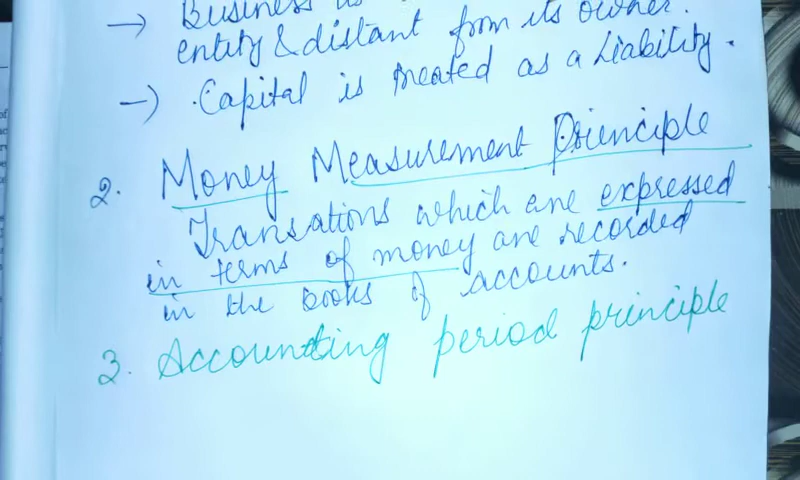 → Business is
entity & distant from its owner.
→ Capital is treated as a Liability.
2. Money Measurement Prienciple
Transations which are expressed
in terms of money are recorded
in the books of accounts.
3. Accounting period principle